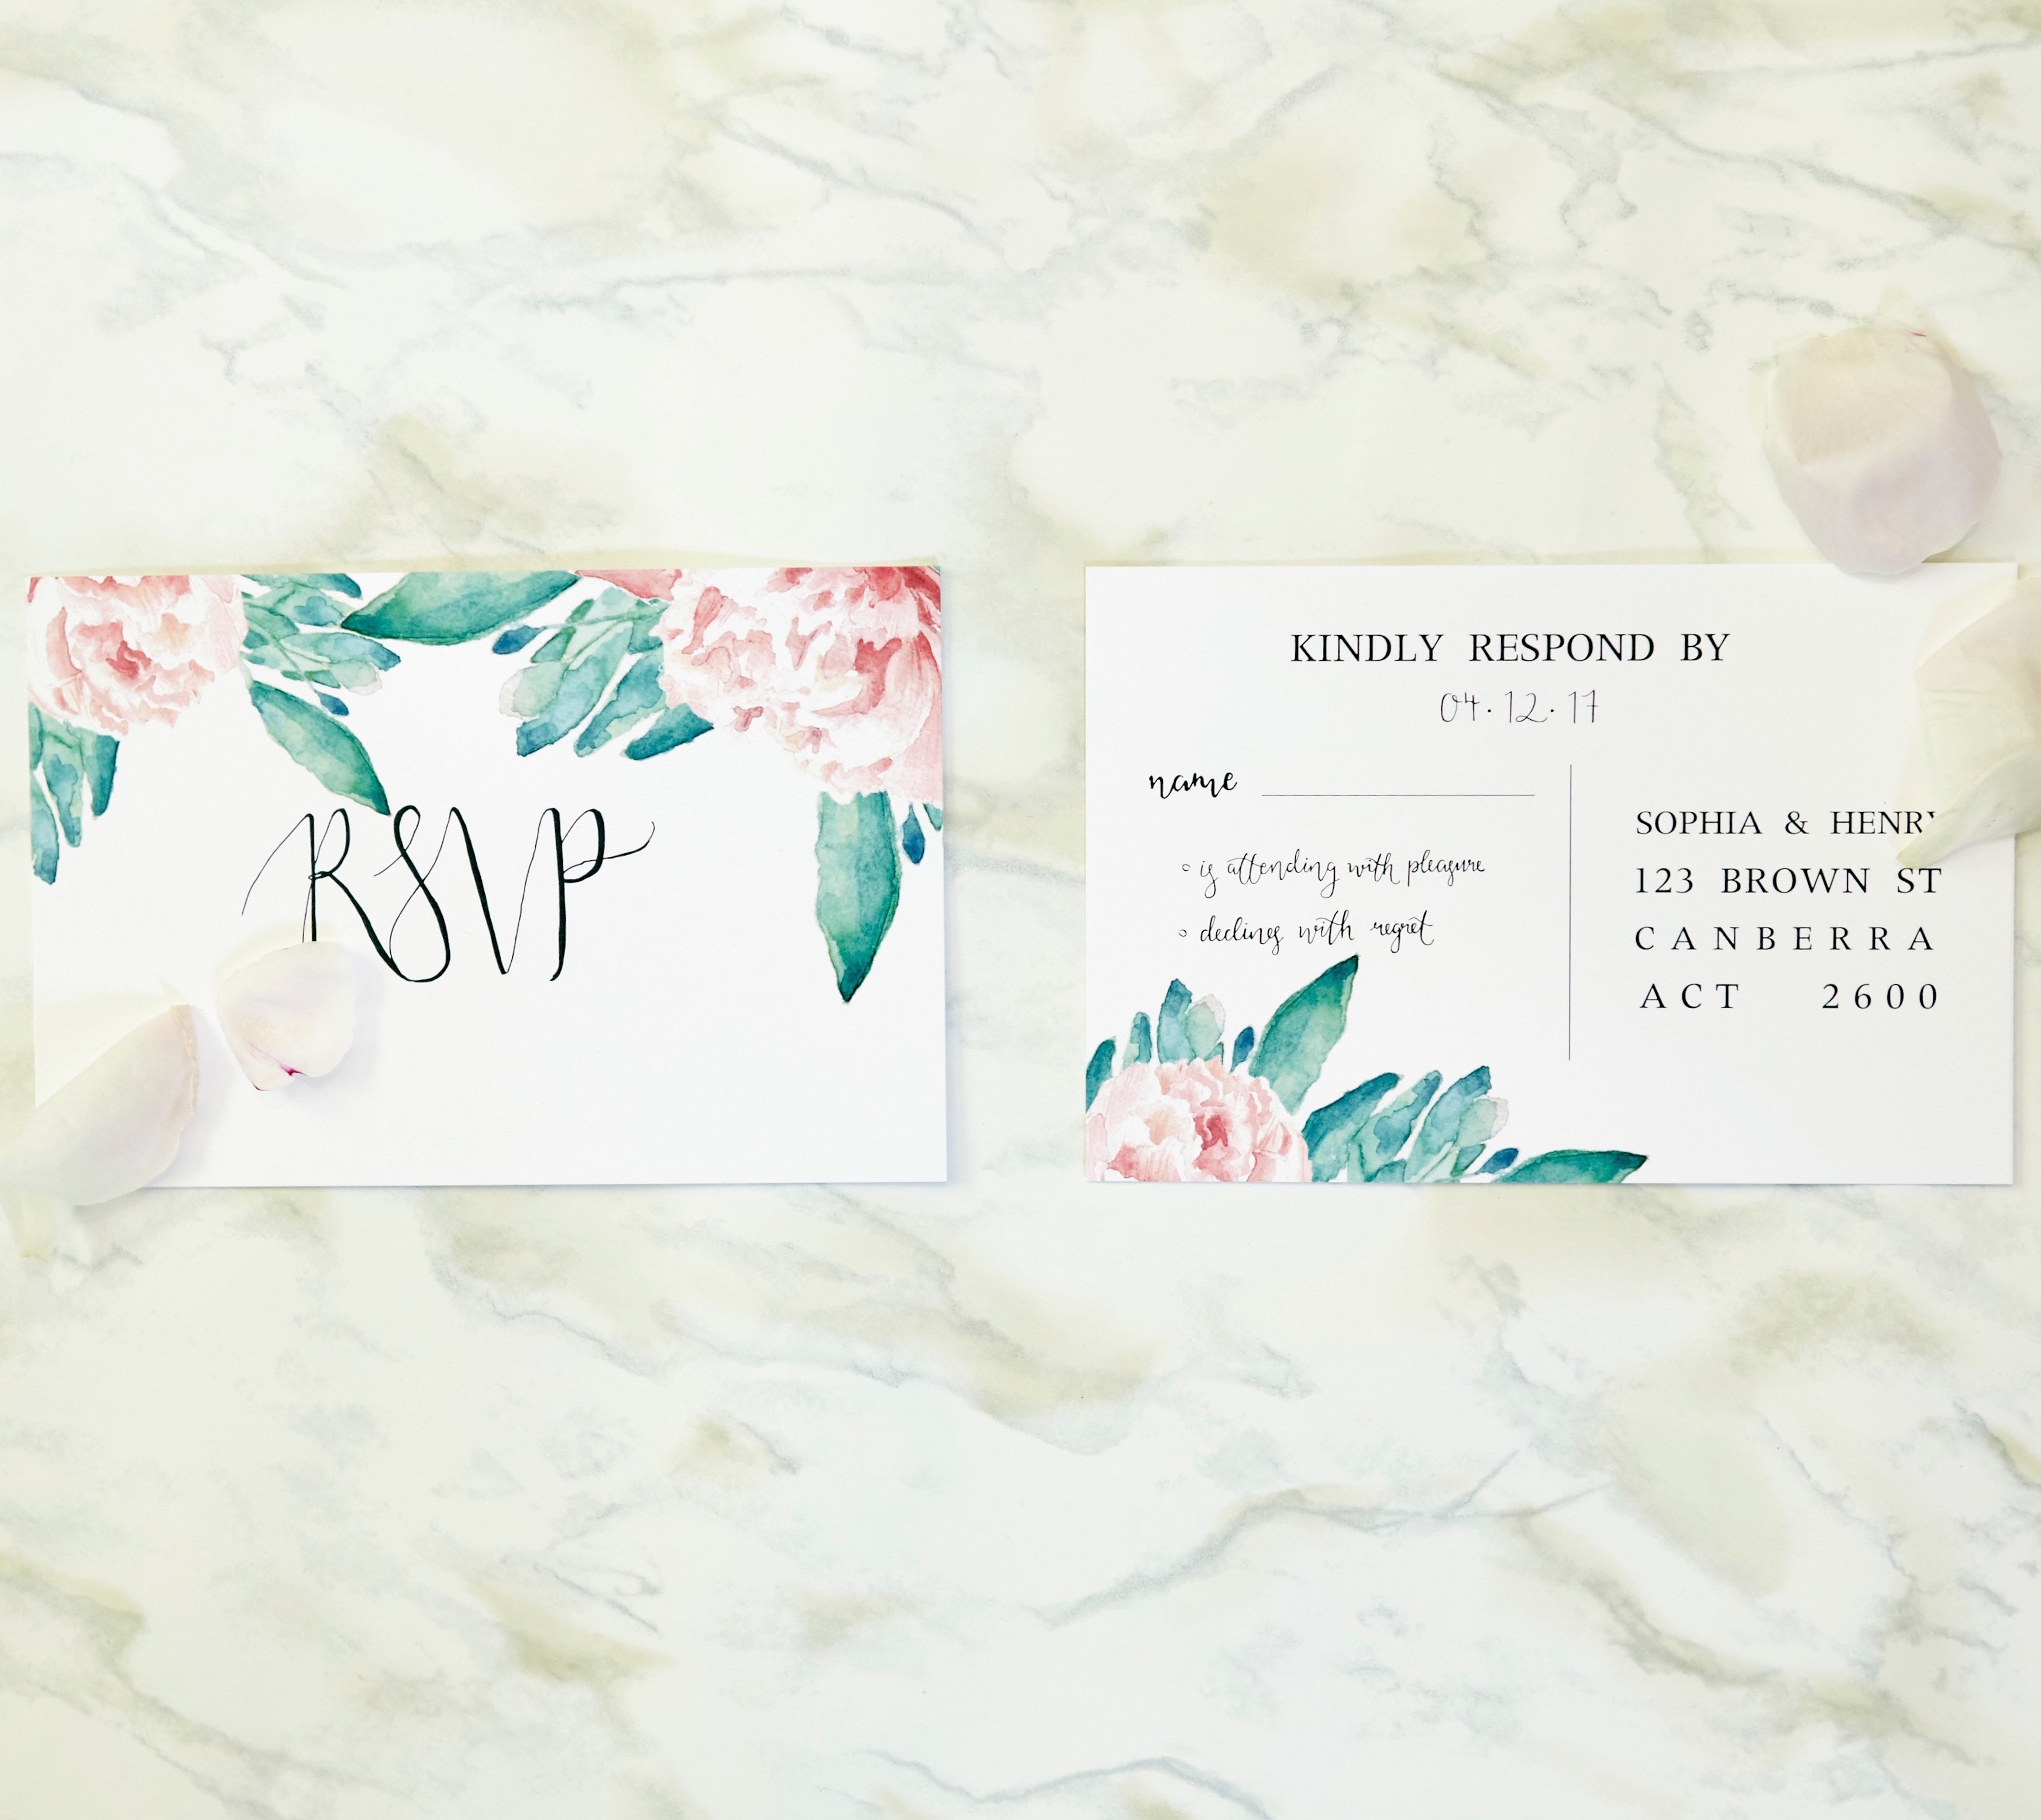 RSVP
KINDLY RESPOND BY
04.12.17
name
is attending with pleasure
declines with regret
SOPHIA & HENRY
123 BROWN ST
CANBERRA
ACT 2600